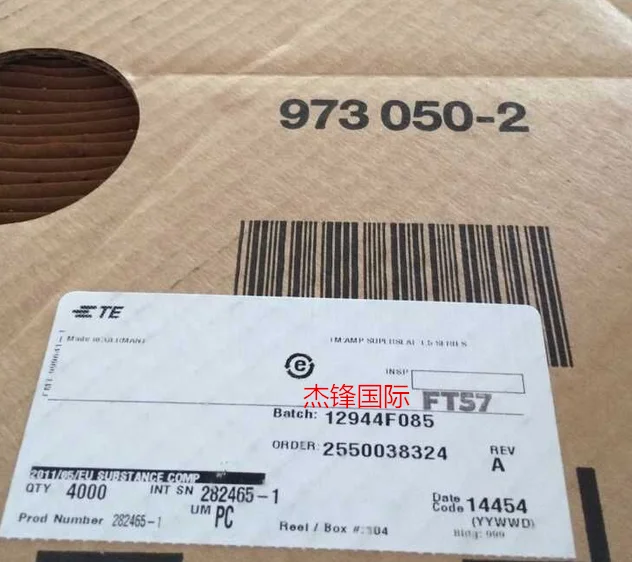 973 050-2
TE
Made in GERMANY
TM:AMP SUPERSEAL 1.5 SERIES
INSP
杰锋国际
FT57
Batch: 12944F085
ORDER: 2550038324
REV
A
2011/65/EU SUBSTANCE COMP
QTY 4000 INT SN 282465-1
Date
Code 14454
(YYWWD)
UM PC
Prod Number 282465-1
Reel / Box #:
Bldg: 999